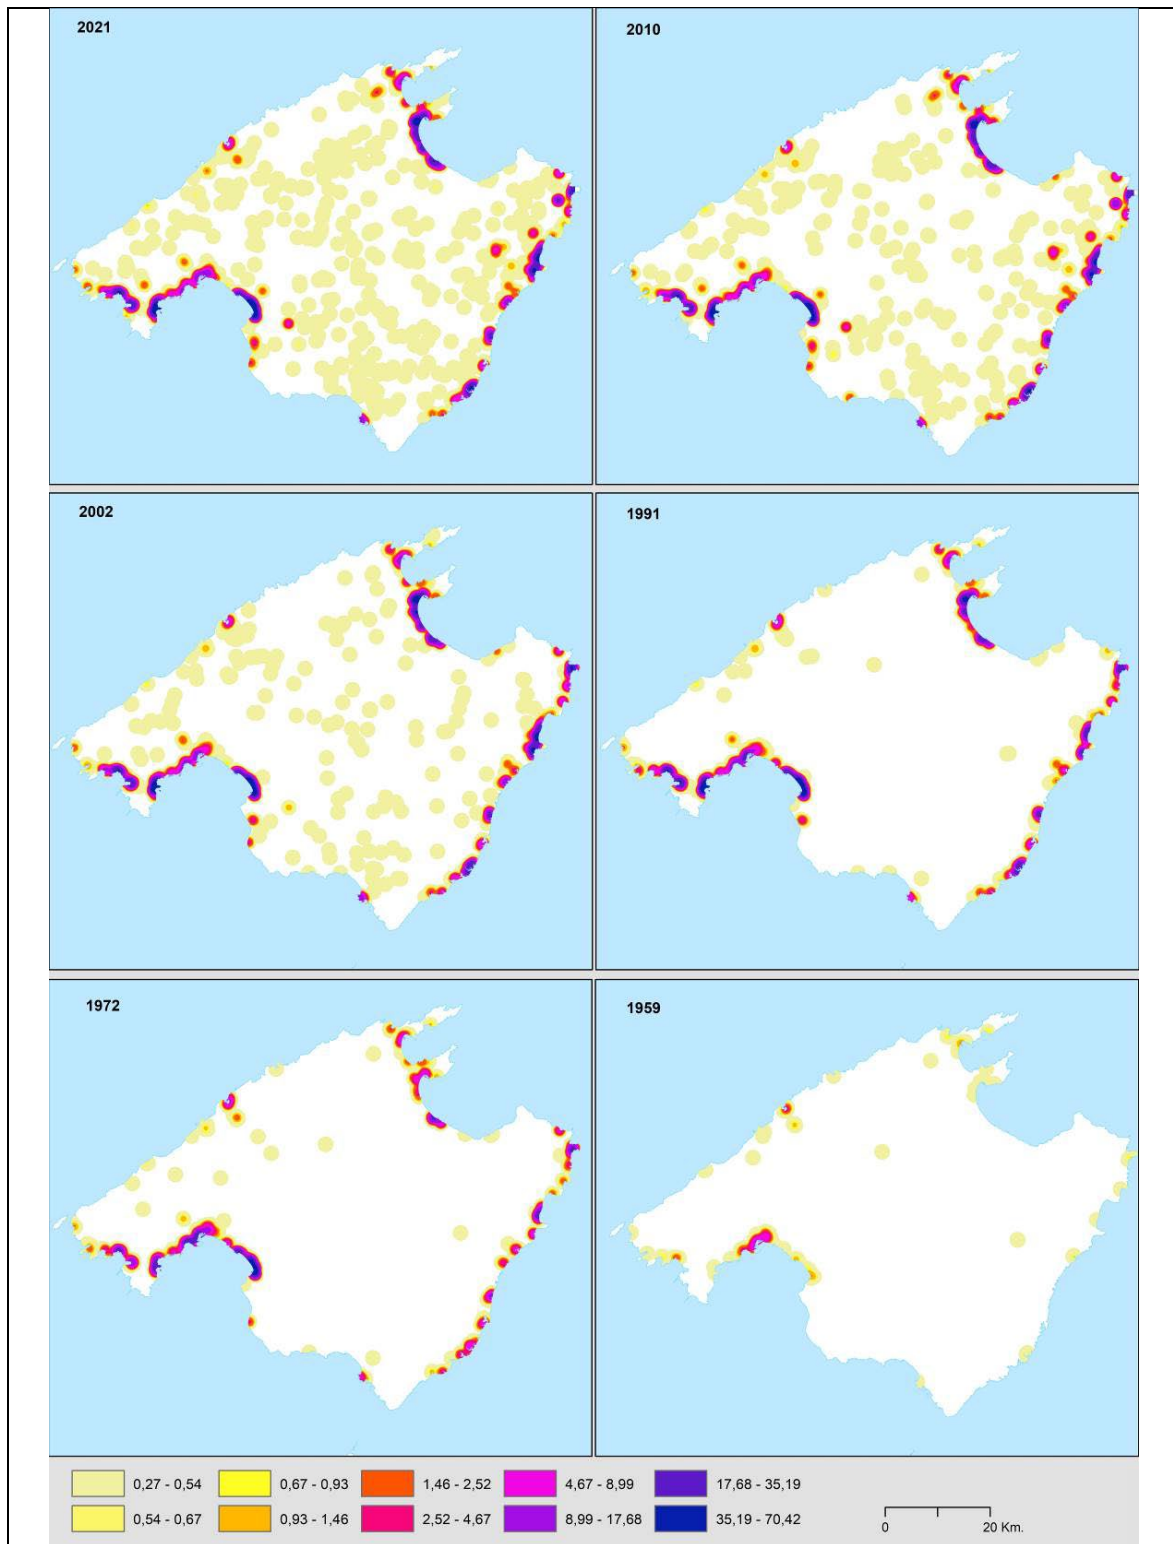 2021
2010
2002
1991
1972
1959
0,27 - 0,54
0,67 - 0,93
1,46 - 2,52
4,67 - 8,99
17,68 - 35,19
0,54 - 0,67
0,93 - 1,46
2,52 - 4,67
8,99 - 17,68
35,19 - 70,42
0 20 Km.